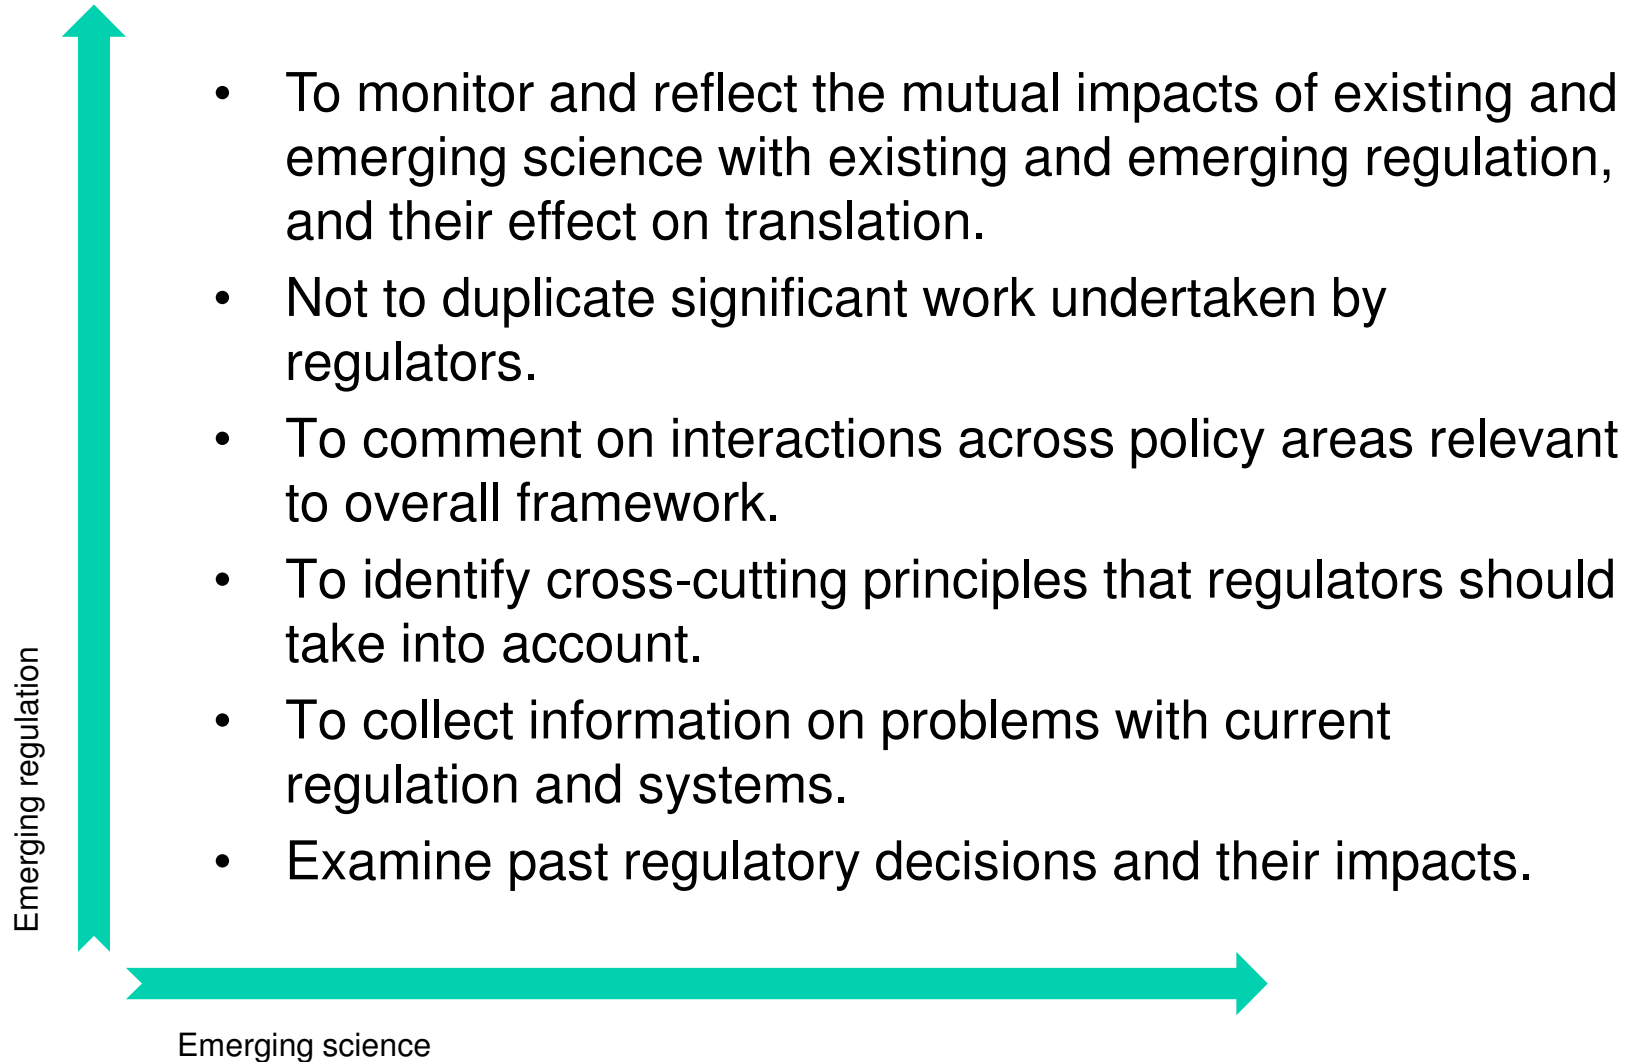 • To monitor and reflect the mutual impacts of existing and
emerging science with existing and emerging regulation,
and their effect on translation.
• Not to duplicate significant work undertaken by
regulators.
• To comment on interactions across policy areas relevant
to overall framework.
• To identify cross-cutting principles that regulators should
take into account.
• To collect information on problems with current
regulation and systems.
• Examine past regulatory decisions and their impacts.
Emerging regulation
Emerging science